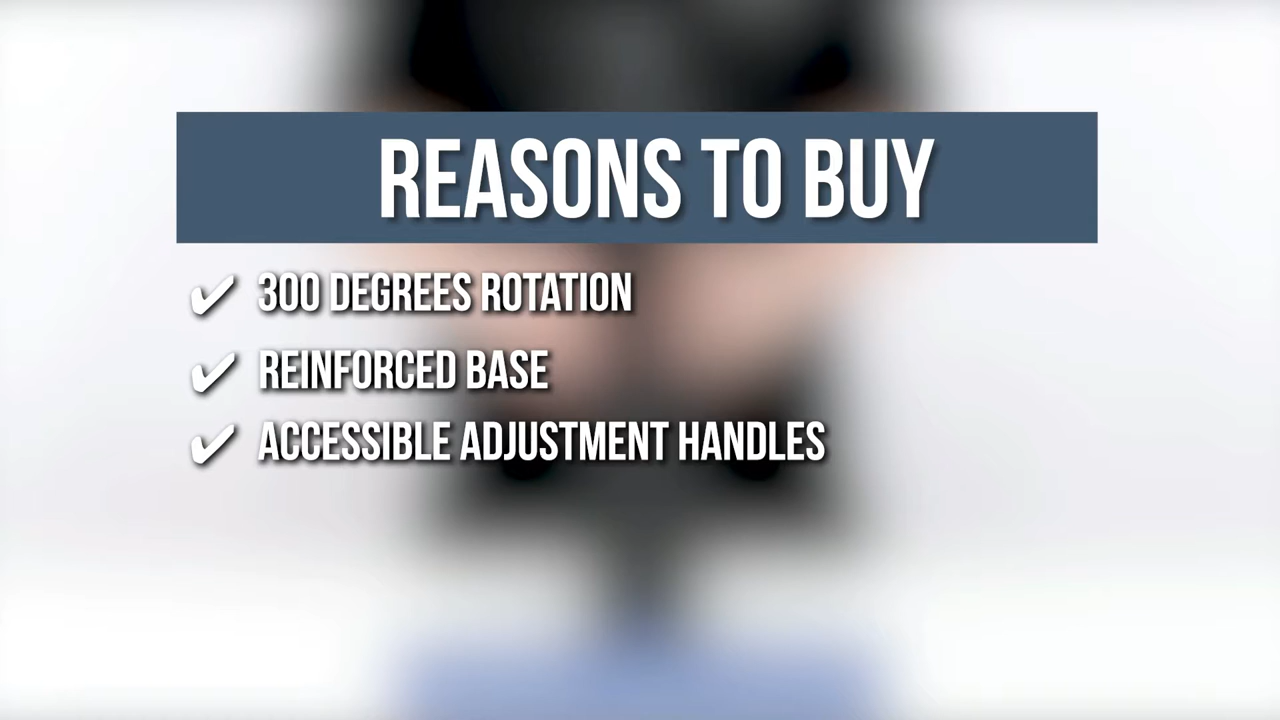 REASONS TO BUY
✔ 300 DEGREES ROTATION
✔ REINFORCED BASE
✔ ACCESSIBLE ADJUSTMENT HANDLES